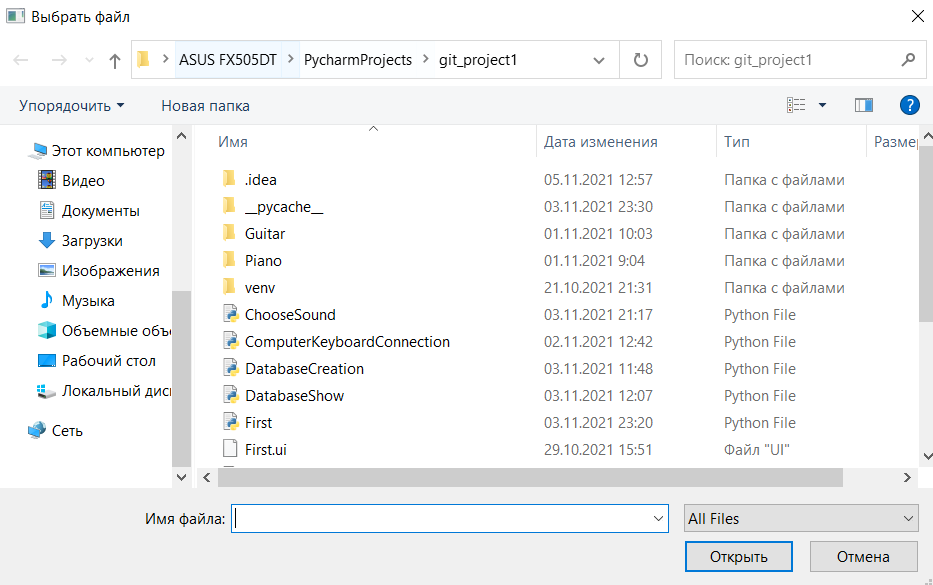 Выбрать файл
ASUS FX505DT PycharmProjects git_project1
Поиск: git_project1
Упорядочить Новая папка
?
Этот компьютер
Видео
Документы
Загрузки
Изображения
Музыка
Объемные объ
Рабочий стол
Локальный дис
Сеть
Имя Дата изменения Тип Размер
.idea 05.11.2021 12:57 Папка с файлами
__pycache__ 03.11.2021 23:30 Папка с файлами
Guitar 01.11.2021 10:03 Папка с файлами
Piano 01.11.2021 9:04 Папка с файлами
venv 21.10.2021 21:31 Папка с файлами
ChooseSound 03.11.2021 21:17 Python File
ComputerKeyboardConnection 02.11.2021 12:42 Python File
DatabaseCreation 03.11.2021 11:48 Python File
DatabaseShow 03.11.2021 12:07 Python File
First 03.11.2021 23:20 Python File
First.ui 29.10.2021 15:51 Файл "UI"
Имя файла:
All Files
Открыть Отмена